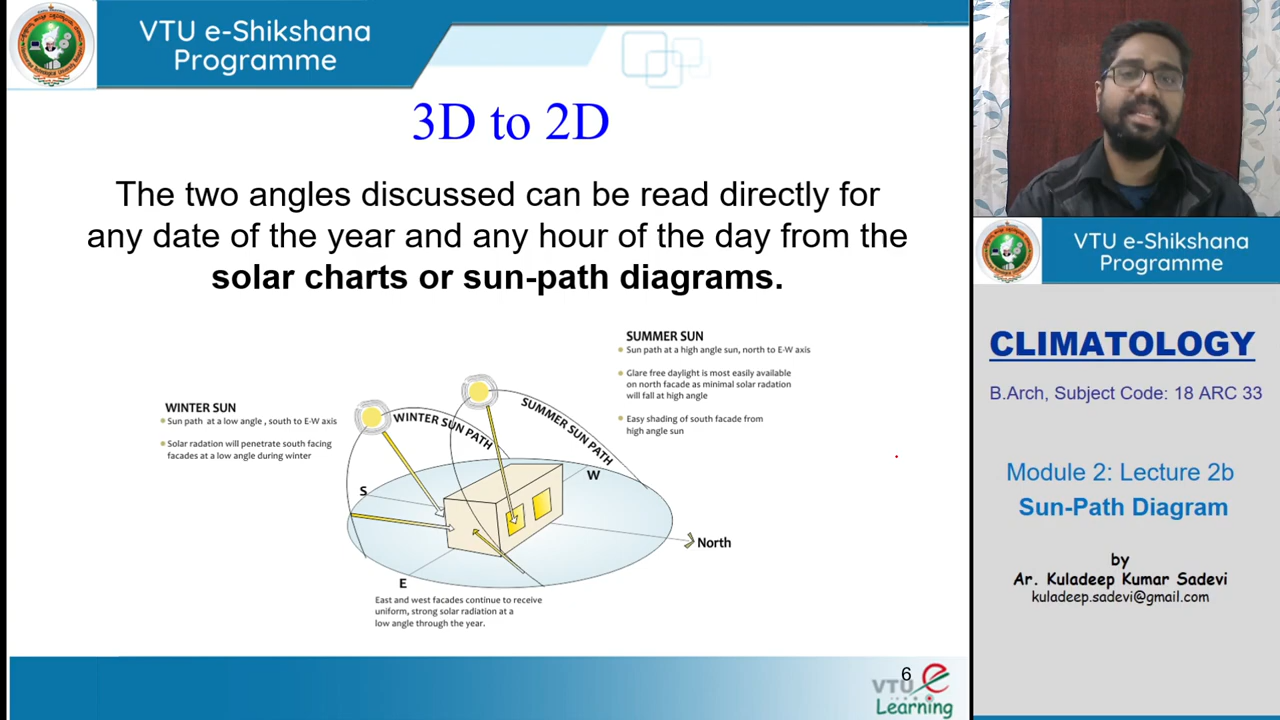 VTU e-Shikshana
Programme
3D to 2D
The two angles discussed can be read directly for
any date of the year and any hour of the day from the
solar charts or sun-path diagrams.
SUMMER SUN
Sun path at a high angle sun, north to E-W axis
Glare free daylight is most easily available
on north facade as minimal solar radation
will fall at high angle
Easy shading of south facade from
high angle sun
WINTER SUN
Sun path at a low angle , south to E-W axis
Solar radation will penetrate south facing
facades at a low angle during winter
WINTER SUN PATH
SUMMER SUN PATH
S
W
North
E
East and west facades continue to receive
uniform, strong solar radiation at a
low angle through the year.
6
VTU e
Learning
VTU e-Shikshana
Programme
CLIMATOLOGY
B.Arch, Subject Code: 18 ARC 33
Module 2: Lecture 2b
Sun-Path Diagram
by
Ar. Kuladeep Kumar Sadevi
kuladeep.sadevi@gmail.com